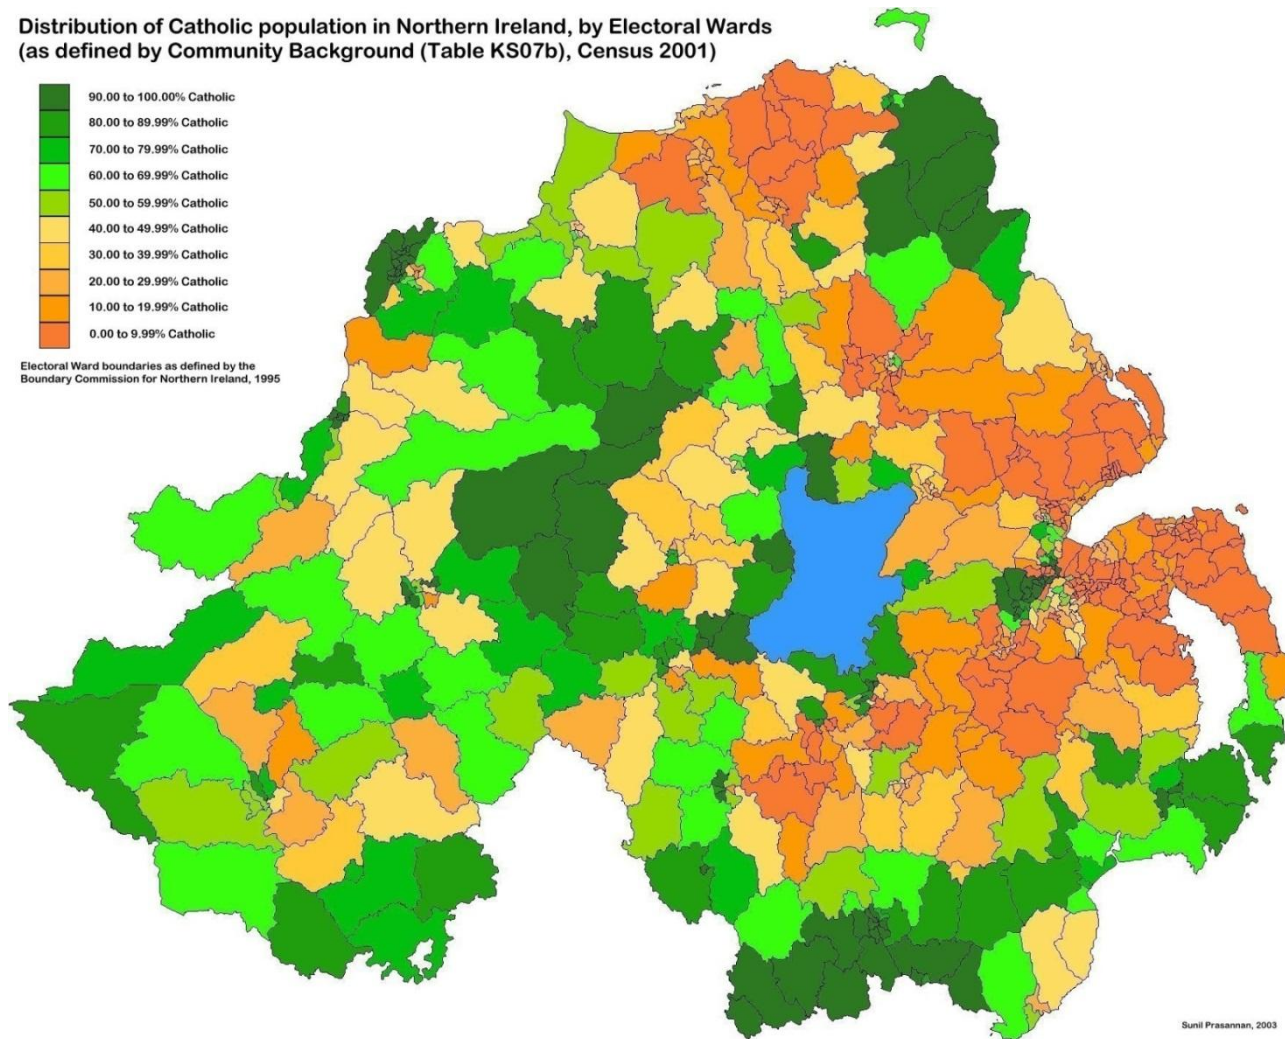 Distribution of Catholic population in Northern Ireland, by Electoral Wards
(as defined by Community Background (Table KS07b), Census 2001)
90.00 to 100.00% Catholic
80.00 to 89.99% Catholic
70.00 to 79.99% Catholic
60.00 to 69.99% Catholic
50.00 to 59.99% Catholic
40.00 to 49.99% Catholic
30.00 to 39.99% Catholic
20.00 to 29.99% Catholic
10.00 to 19.99% Catholic
0.00 to 9.99% Catholic
Electoral Ward boundaries as defined by the
Boundary Commission for Northern Ireland, 1995
Sunil Prasannan, 2003